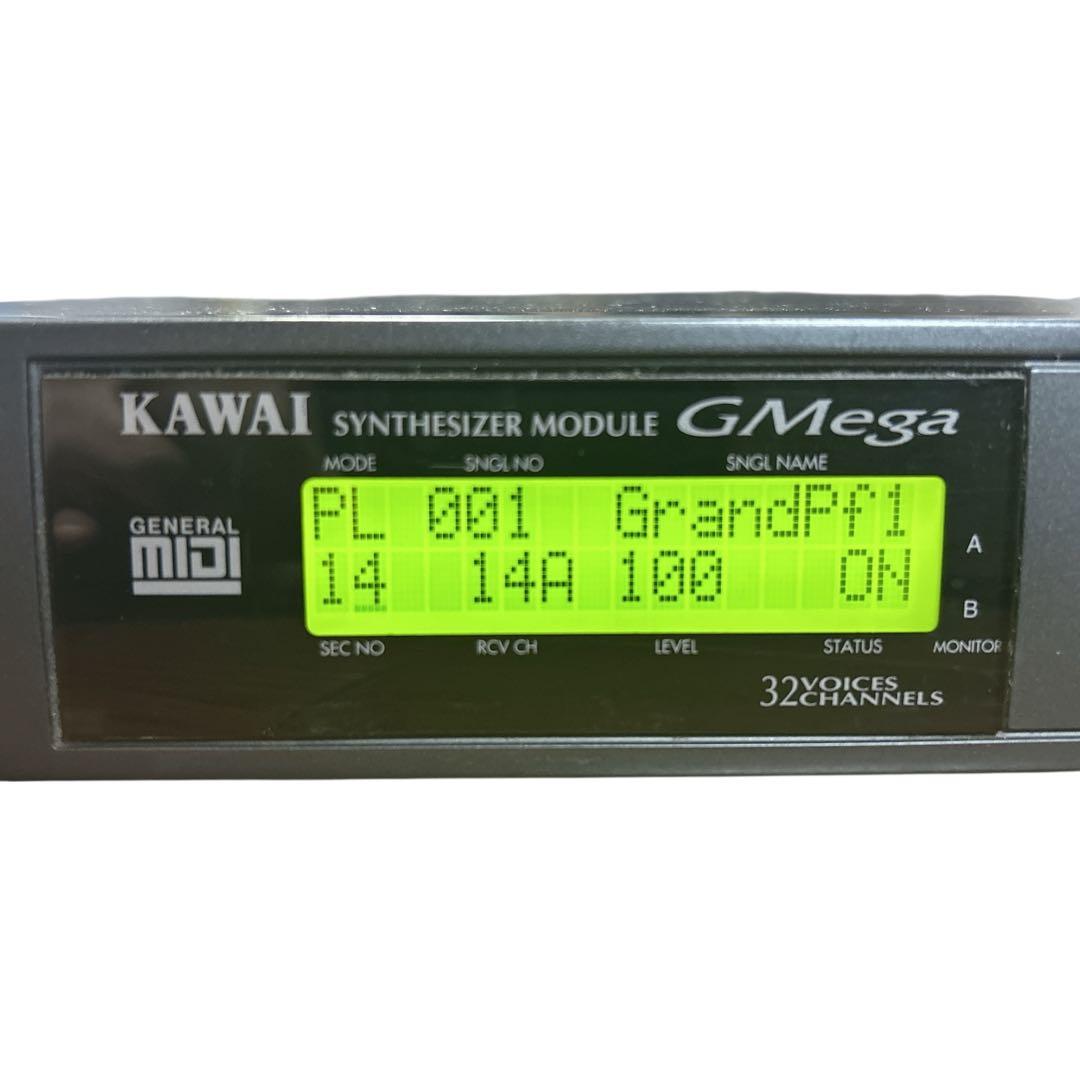 KAWAI SYNTHESIZER MODULE GMega
MODE SNGL NO SNGL NAME
GENERAL
MIDI
PL 001 GrandPf1
14 14A 100 ON
A
B
SEC NO RCV CH LEVEL STATUS MONITOR
32 VOICES
CHANNELS